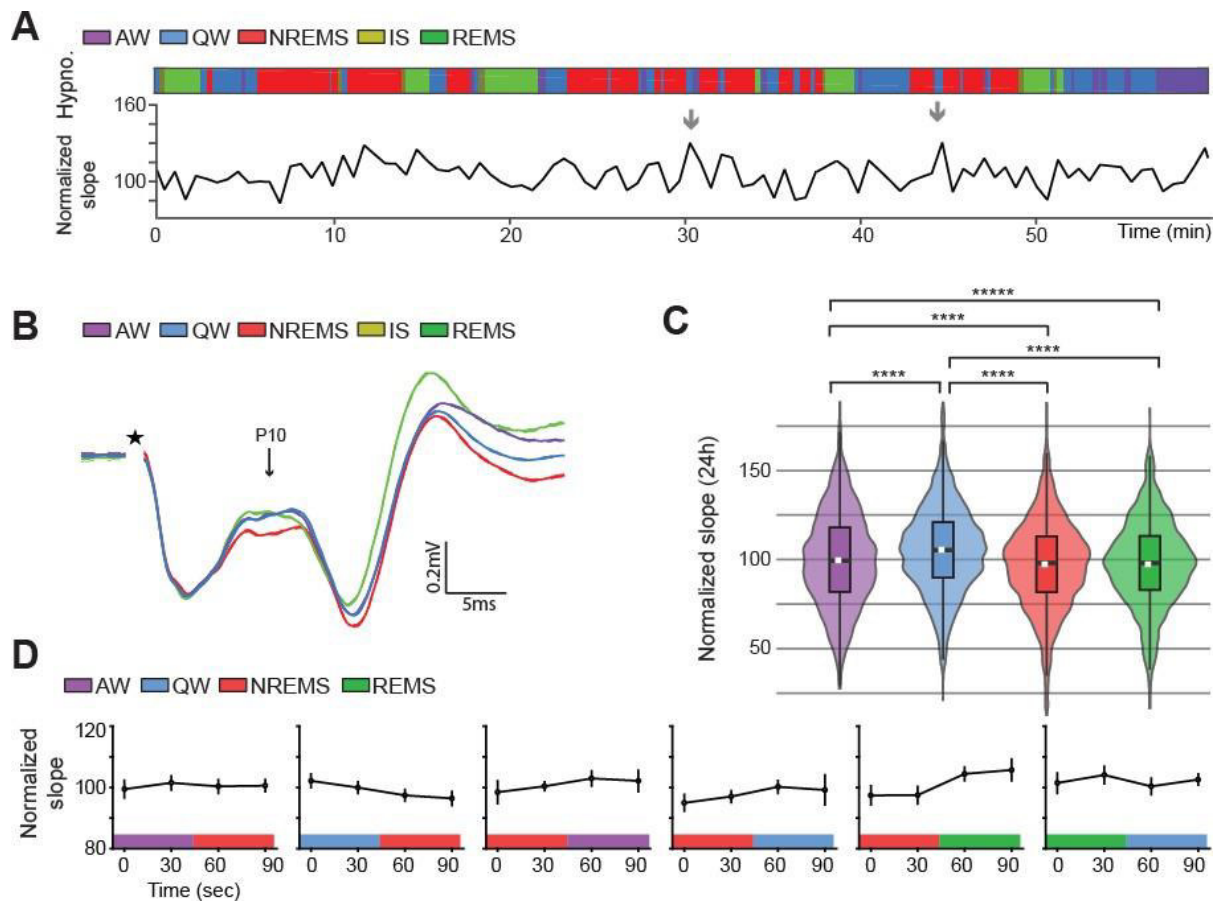 A
AW QW NREMS IS REMS
Hypno.
160
100
Normalized
slope
0 10 20 30 40 50 Time (min)
B
AW QW NREMS IS REMS
★
P10
0.2mV
5ms
C
*****
****
****
**** ****
Normalized slope (24h)
150
100
50
D
AW QW NREMS REMS
Normalized
slope
120
100
80
0 30 60 90 0 30 60 90 0 30 60 90 0 30 60 90 0 30 60 90 0 30 60 90
Time (sec)